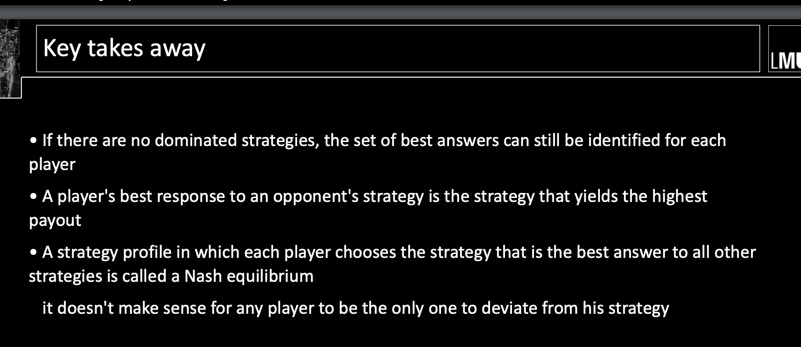 Key takes away
LMU
• If there are no dominated strategies, the set of best answers can still be identified for each
player
• A player's best response to an opponent's strategy is the strategy that yields the highest
payout
• A strategy profile in which each player chooses the strategy that is the best answer to all other
strategies is called a Nash equilibrium
it doesn't make sense for any player to be the only one to deviate from his strategy